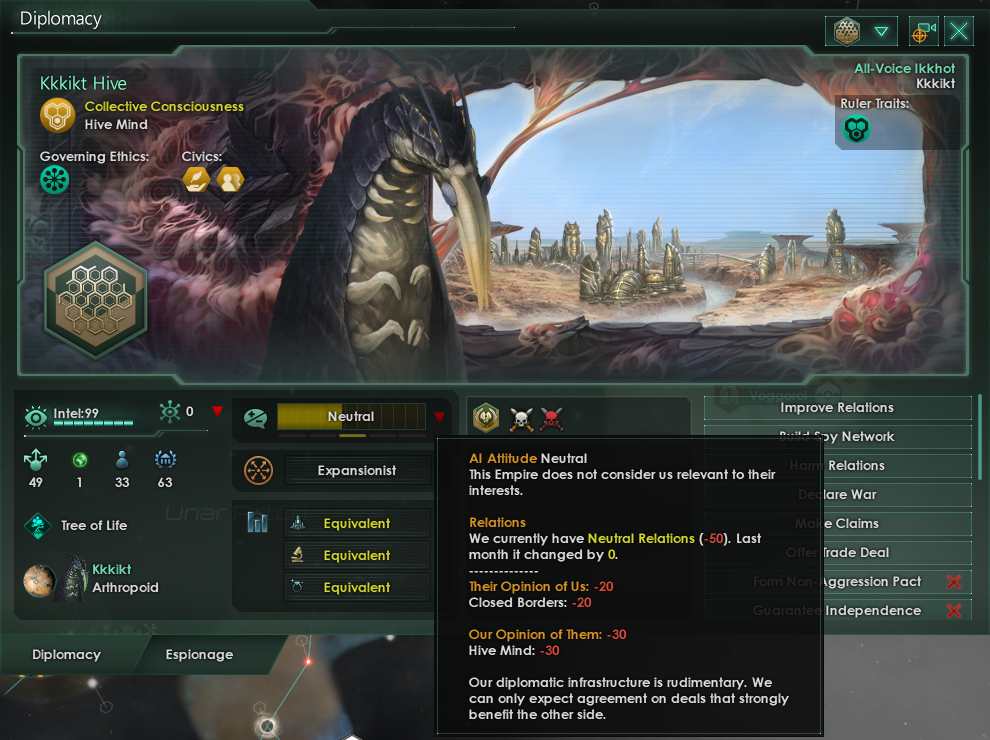 Diplomacy
Kkkikt Hive
Collective Consciousness
Hive Mind
Governing Ethics:
Civics:
All-Voice Ikkhot
Kkkikt
Ruler Traits:
Intel:99
0
49
1
33
63
Tree of Life
Kkkikt
Arthropoid
Neutral
Expansionist
Equivalent
Equivalent
Equivalent
Improve Relations
Build Spy Network
Harm Relations
Declare War
Make Claims
Offer Trade Deal
Form Non-Aggression Pact
Guarantee Independence
AI Attitude Neutral
This Empire does not consider us relevant to their
interests.
Relations
We currently have Neutral Relations (-50). Last
month it changed by 0.
--------------
Their Opinion of Us: -20
Closed Borders: -20
Our Opinion of Them: -30
Hive Mind: -30
Our diplomatic infrastructure is rudimentary. We
can only expect agreement on deals that strongly
benefit the other side.
Diplomacy
Espionage